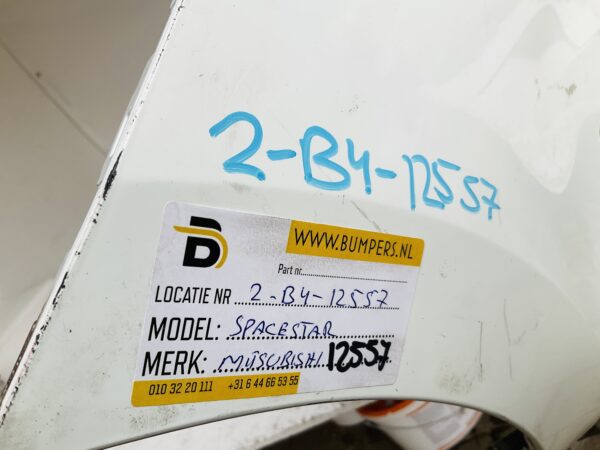 2-B4-12557
WWW.BUMPERS.NL
Part nr.
LOCATIE NR 2-B4-12557
MODEL: SPACESTAR
MERK: MITSUBISHI 12557
010 32 20 111 +31 6 44 66 53 55